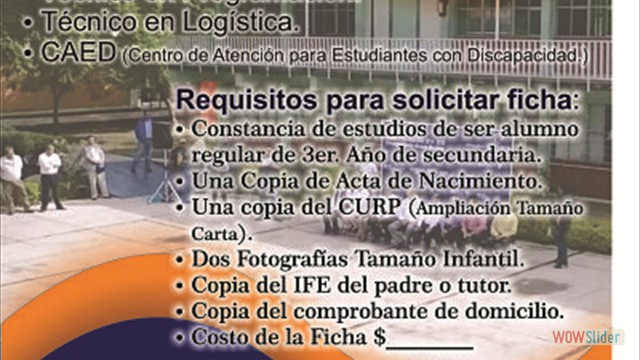 • Técnico en Logística.
• CAED (Centro de Atención para Estudiantes con Discapacidad.)
Requisitos para solicitar ficha:
• Constancia de estudios de ser alumno
regular de 3er. Año de secundaria.
• Una Copia de Acta de Nacimiento.
• Una copia del CURP (Ampliación Tamaño
Carta).
• Dos Fotografías Tamaño Infantil.
• Copia del IFE del padre o tutor.
• Copia del comprobante de domicilio.
• Costo de la Ficha $________
WOWSlider